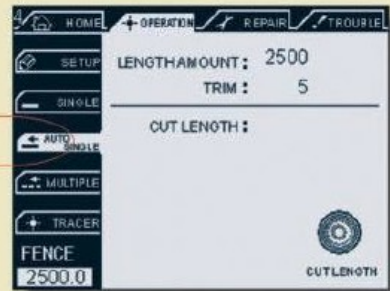 HOME OPERATION REPAIR TROUBLE
SETUP
SINGLE
AUTO SINGLE
MULTIPLE
TRACER
FENCE
2500.0
LENGTHAMOUNT: 2500
TRIM: 5
CUT LENGTH:
CUTLENGTH